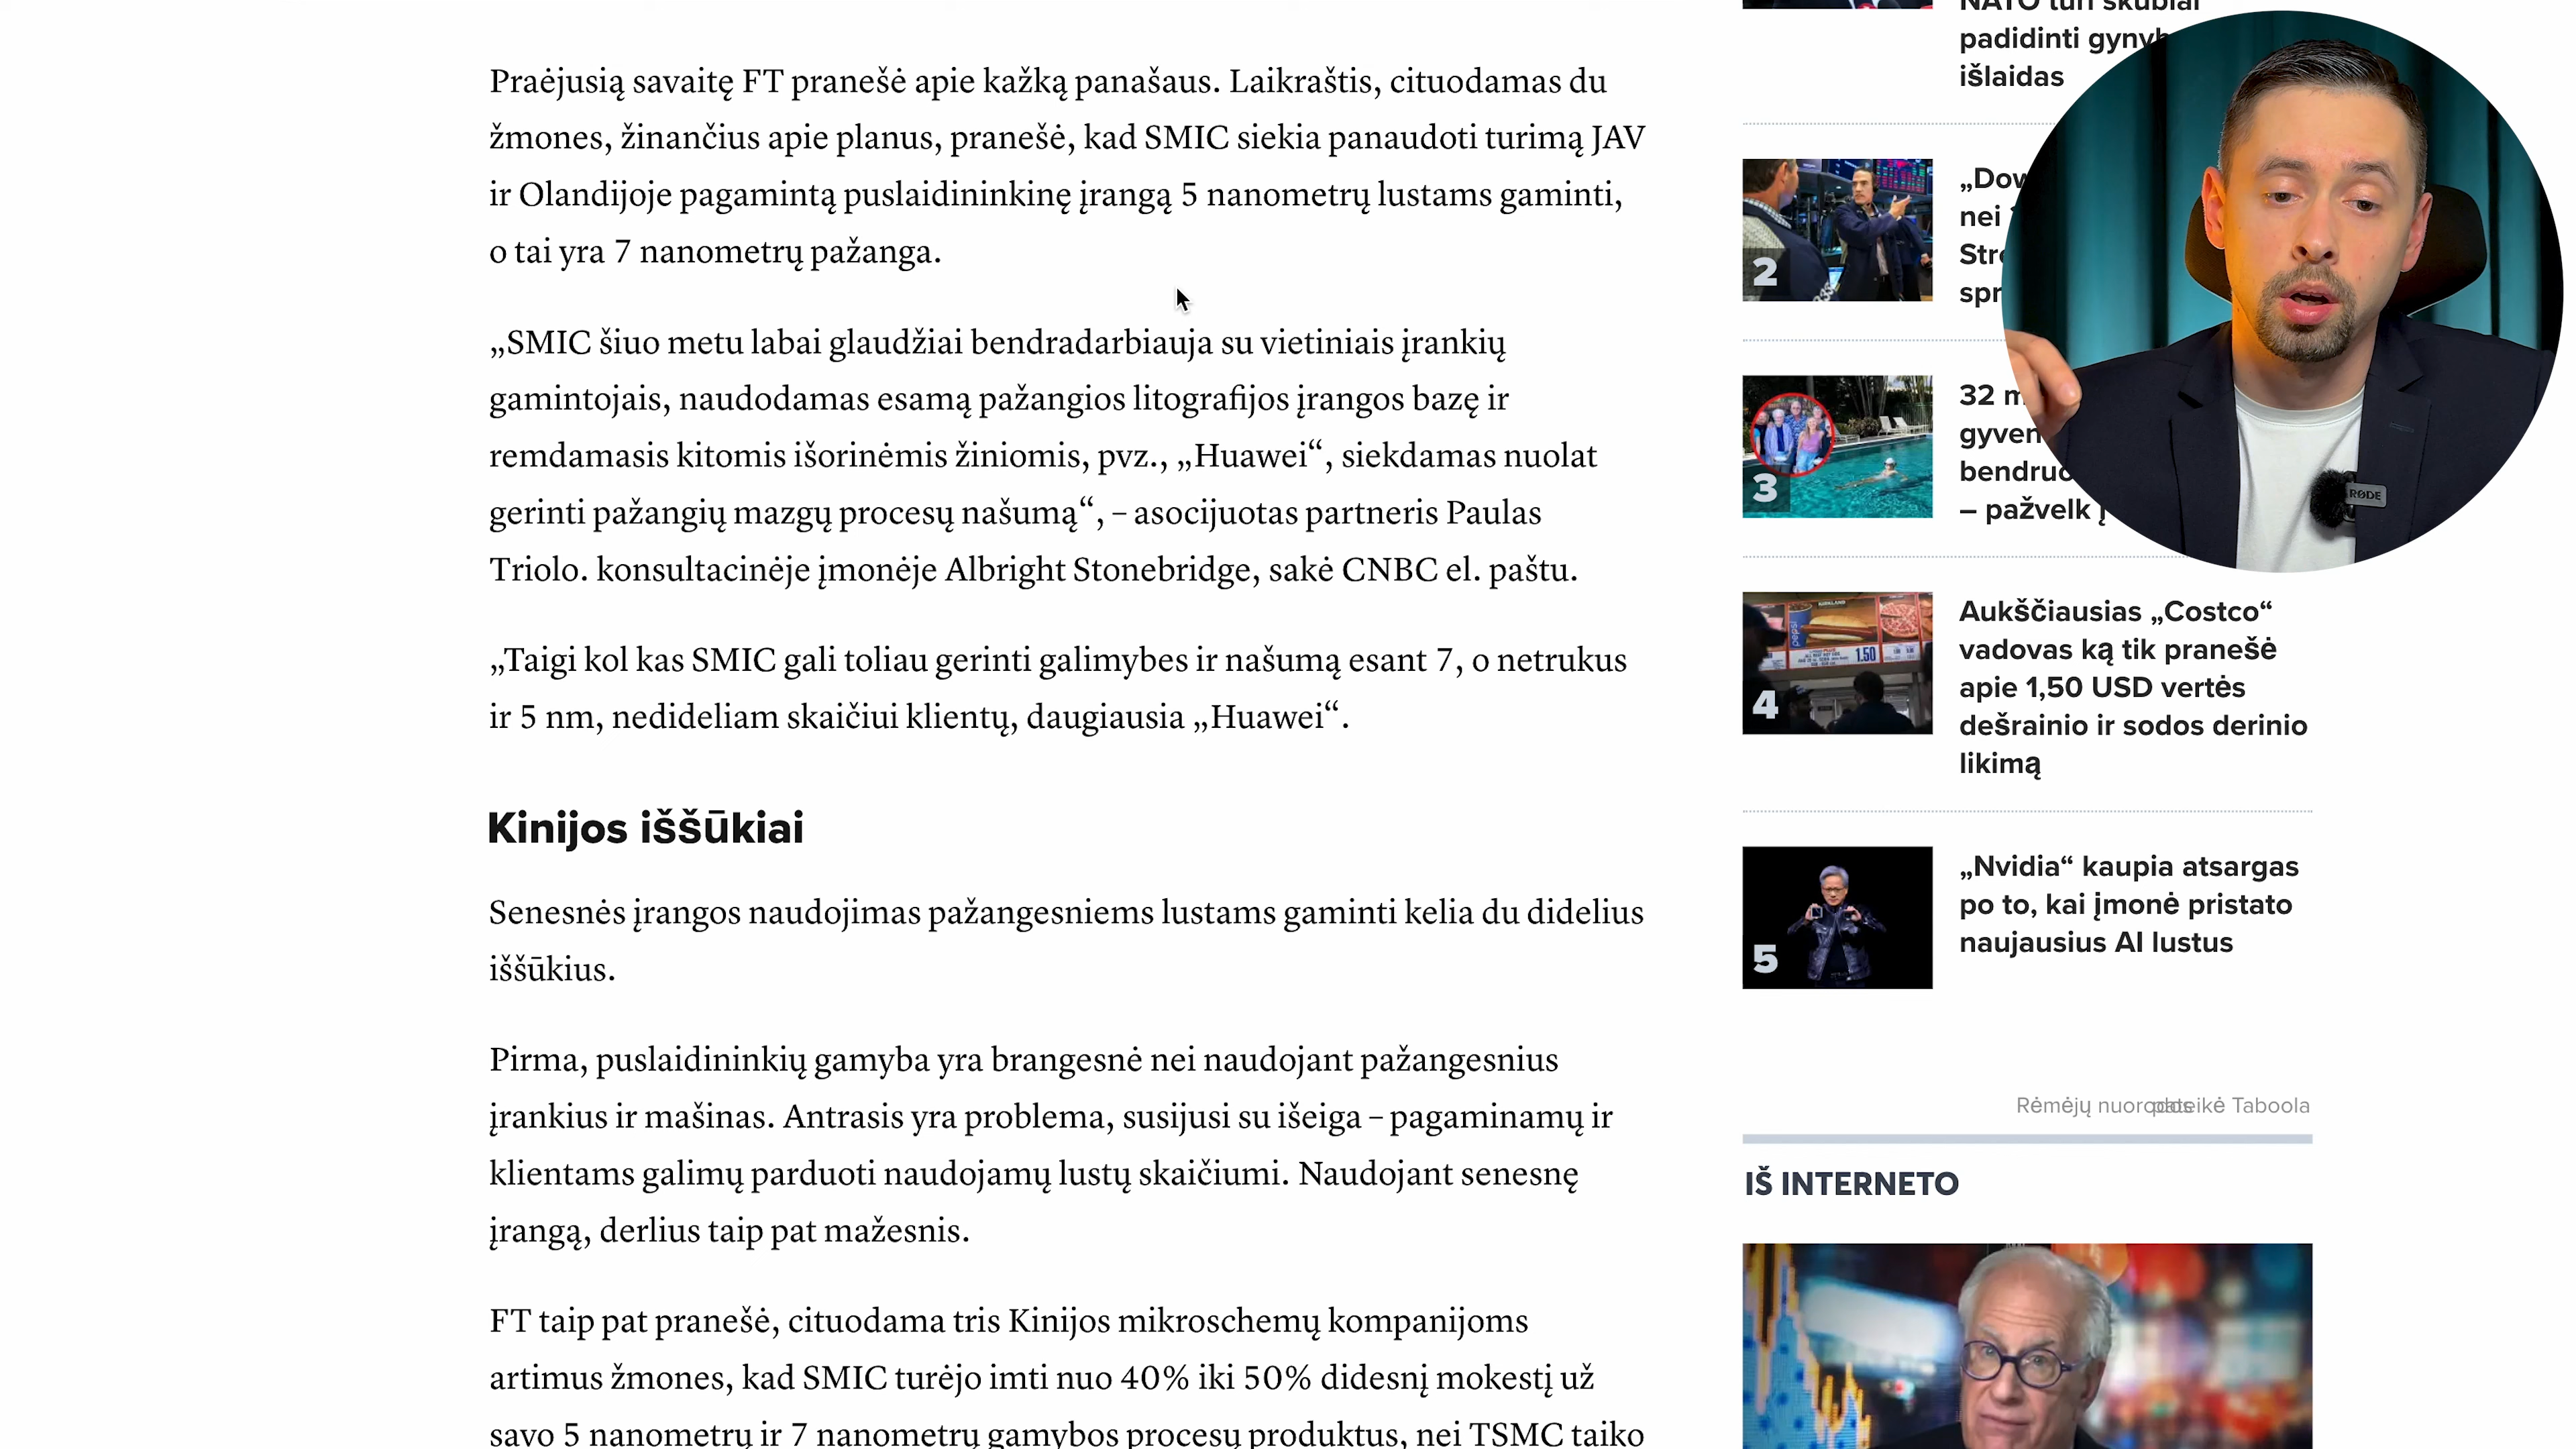 Praėjusią savaitę FT pranešė apie kažką panašaus. Laikraštis, cituodamas du
žmones, žinančius apie planus, pranešė, kad SMIC siekia panaudoti turimą JAV
ir Olandijoje pagamintą puslaidininkinę įrangą 5 nanometrų lustams gaminti,
o tai yra 7 nanometrų pažanga.
„SMIC šiuo metu labai glaudžiai bendradarbiauja su vietiniais įrankių
gamintojais, naudodamas esamą pažangios litografijos įrangos bazę ir
remdamasis kitomis išorinėmis žiniomis, pvz., „Huawei“, siekdamas nuolat
gerinti pažangių mazgų procesų našumą“, – asocijuotas partneris Paulas
Triolo. konsultacinėje įmonėje Albright Stonebridge, sakė CNBC el. paštu.
„Taigi kol kas SMIC gali toliau gerinti galimybes ir našumą esant 7, o netrukus
ir 5 nm, nedideliam skaičiui klientų, daugiausia „Huawei“.
Kinijos iššūkiai
Senesnės įrangos naudojimas pažangesniems lustams gaminti kelia du didelius
iššūkius.
Pirma, puslaidininkių gamyba yra brangesnė nei naudojant pažangesnius
įrankius ir mašinas. Antrasis yra problema, susijusi su išeiga – pagaminamų ir
klientams galimų parduoti naudojamų lustų skaičiumi. Naudojant senesnę
įrangą, derlius taip pat mažesnis.
FT taip pat pranešė, cituodama tris Kinijos mikroschemų kompanijoms
artimus žmones, kad SMIC turėjo imti nuo 40% iki 50% didesnį mokestį už
savo 5 nanometrų ir 7 nanometrų gamybos procesų produktus, nei TSMC taiko
NATO turi skubiai
padidinti
išlaidas
2
nei
3
32
– pažvelk į
RØDE
1.50
4
Aukščiausias „Costco“
vadovas ką tik pranešė
apie 1,50 USD vertės
dešrainio ir sodos derinio
likimą
5
„Nvidia“ kaupia atsargas
po to, kai įmonė pristato
naujausius AI lustus
Rėmėjų Taboola
IŠ INTERNETO